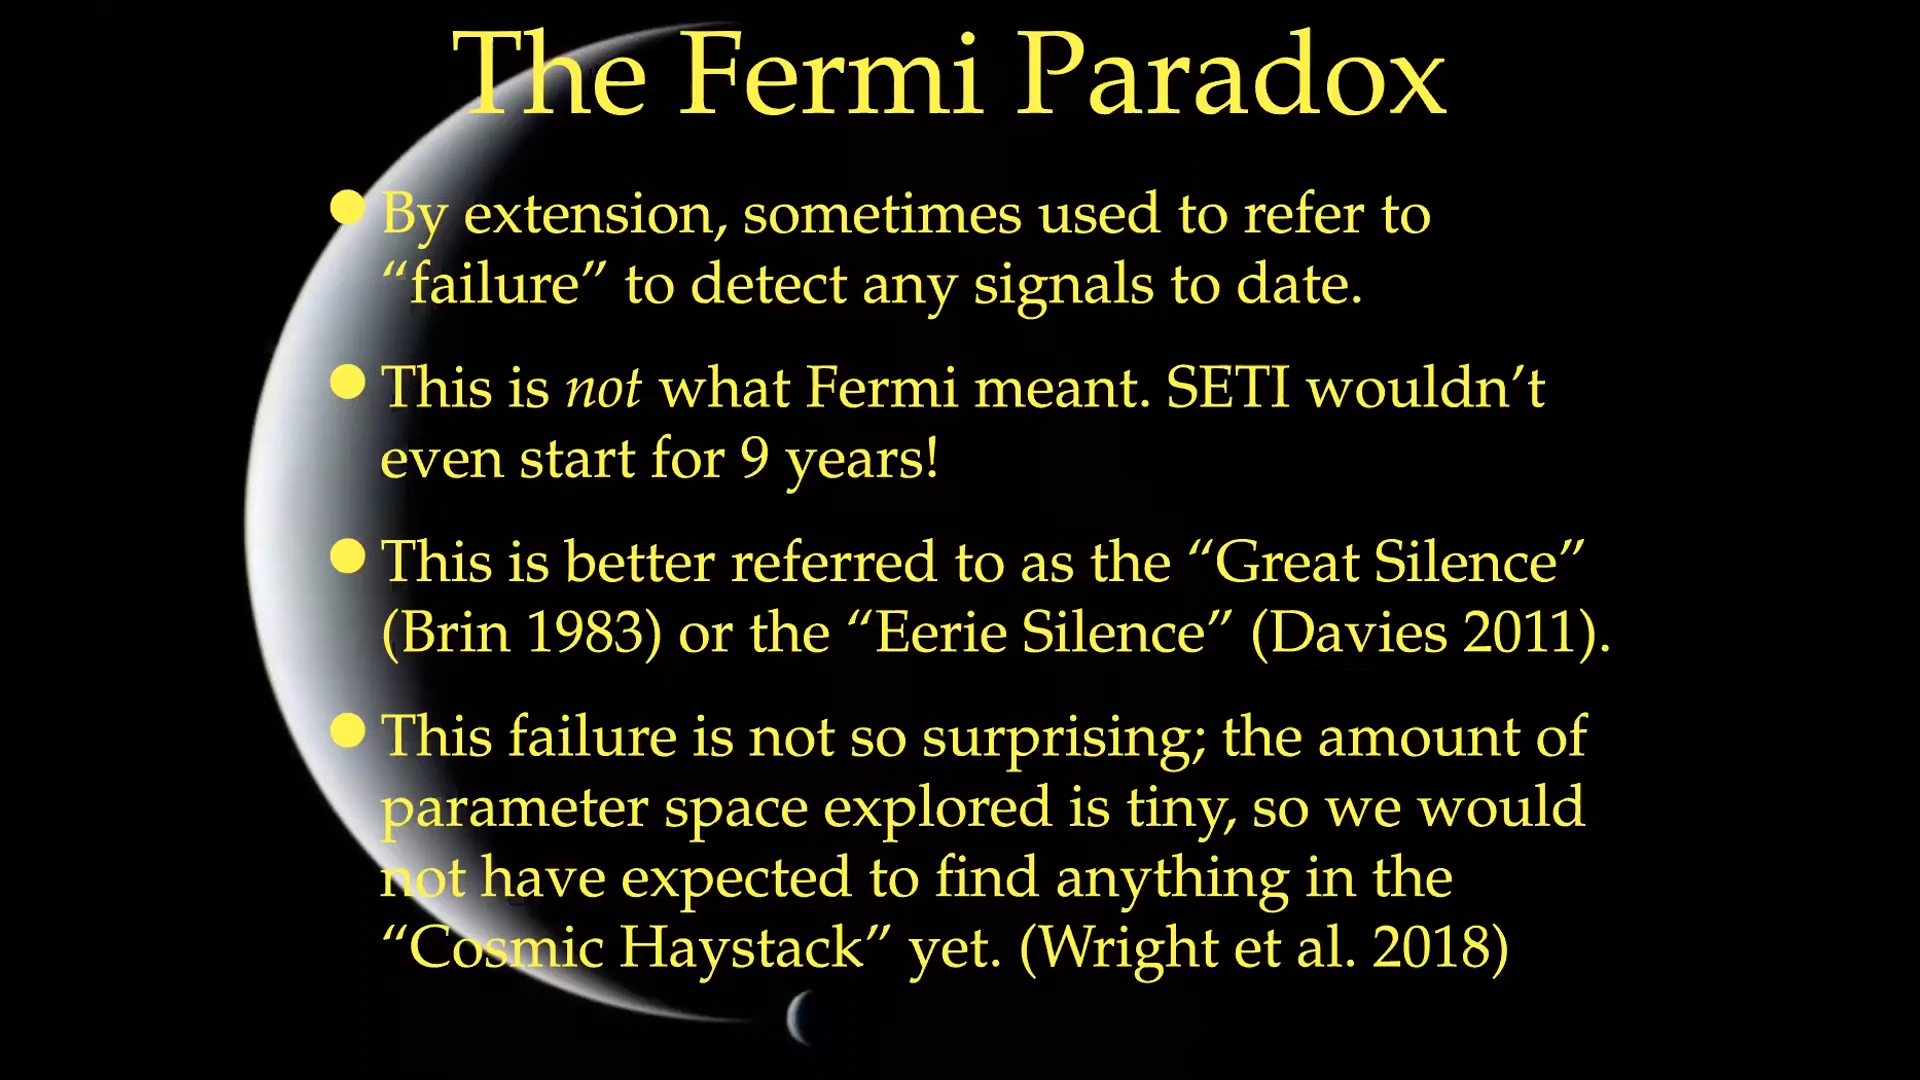 The Fermi Paradox
● By extension, sometimes used to refer to
“failure” to detect any signals to date.
● This is not what Fermi meant. SETI wouldn’t
even start for 9 years!
● This is better referred to as the “Great Silence”
(Brin 1983) or the “Eerie Silence” (Davies 2011).
● This failure is not so surprising; the amount of
parameter space explored is tiny, so we would
not have expected to find anything in the
“Cosmic Haystack” yet. (Wright et al. 2018)